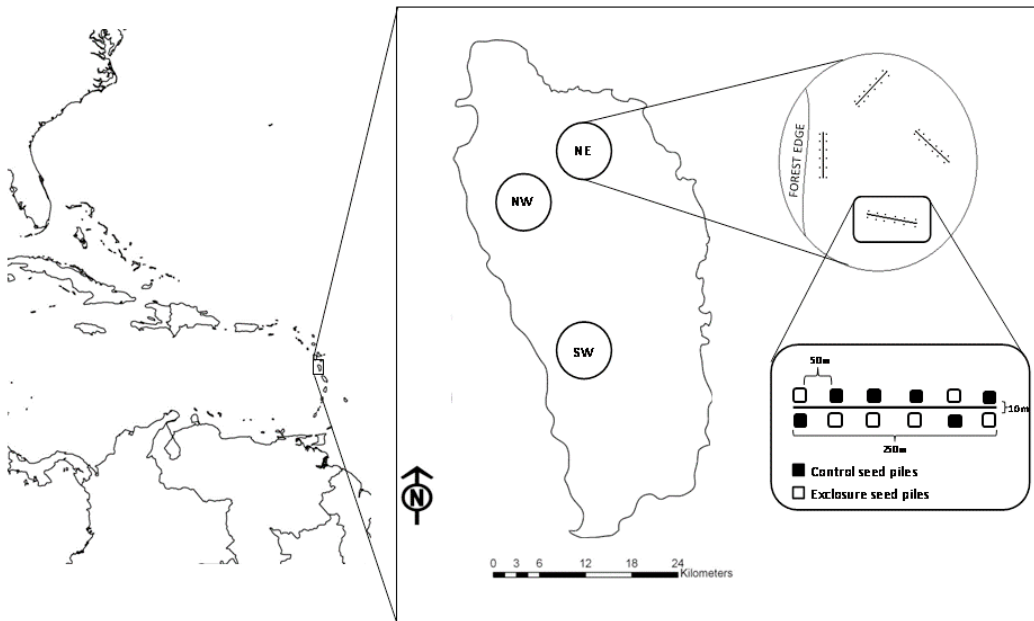 NE
NW
SW
FOREST EDGE
50m
10m
250m
Control seed piles
Exclosure seed piles
N
0 3 6 12 18 24
Kilometers